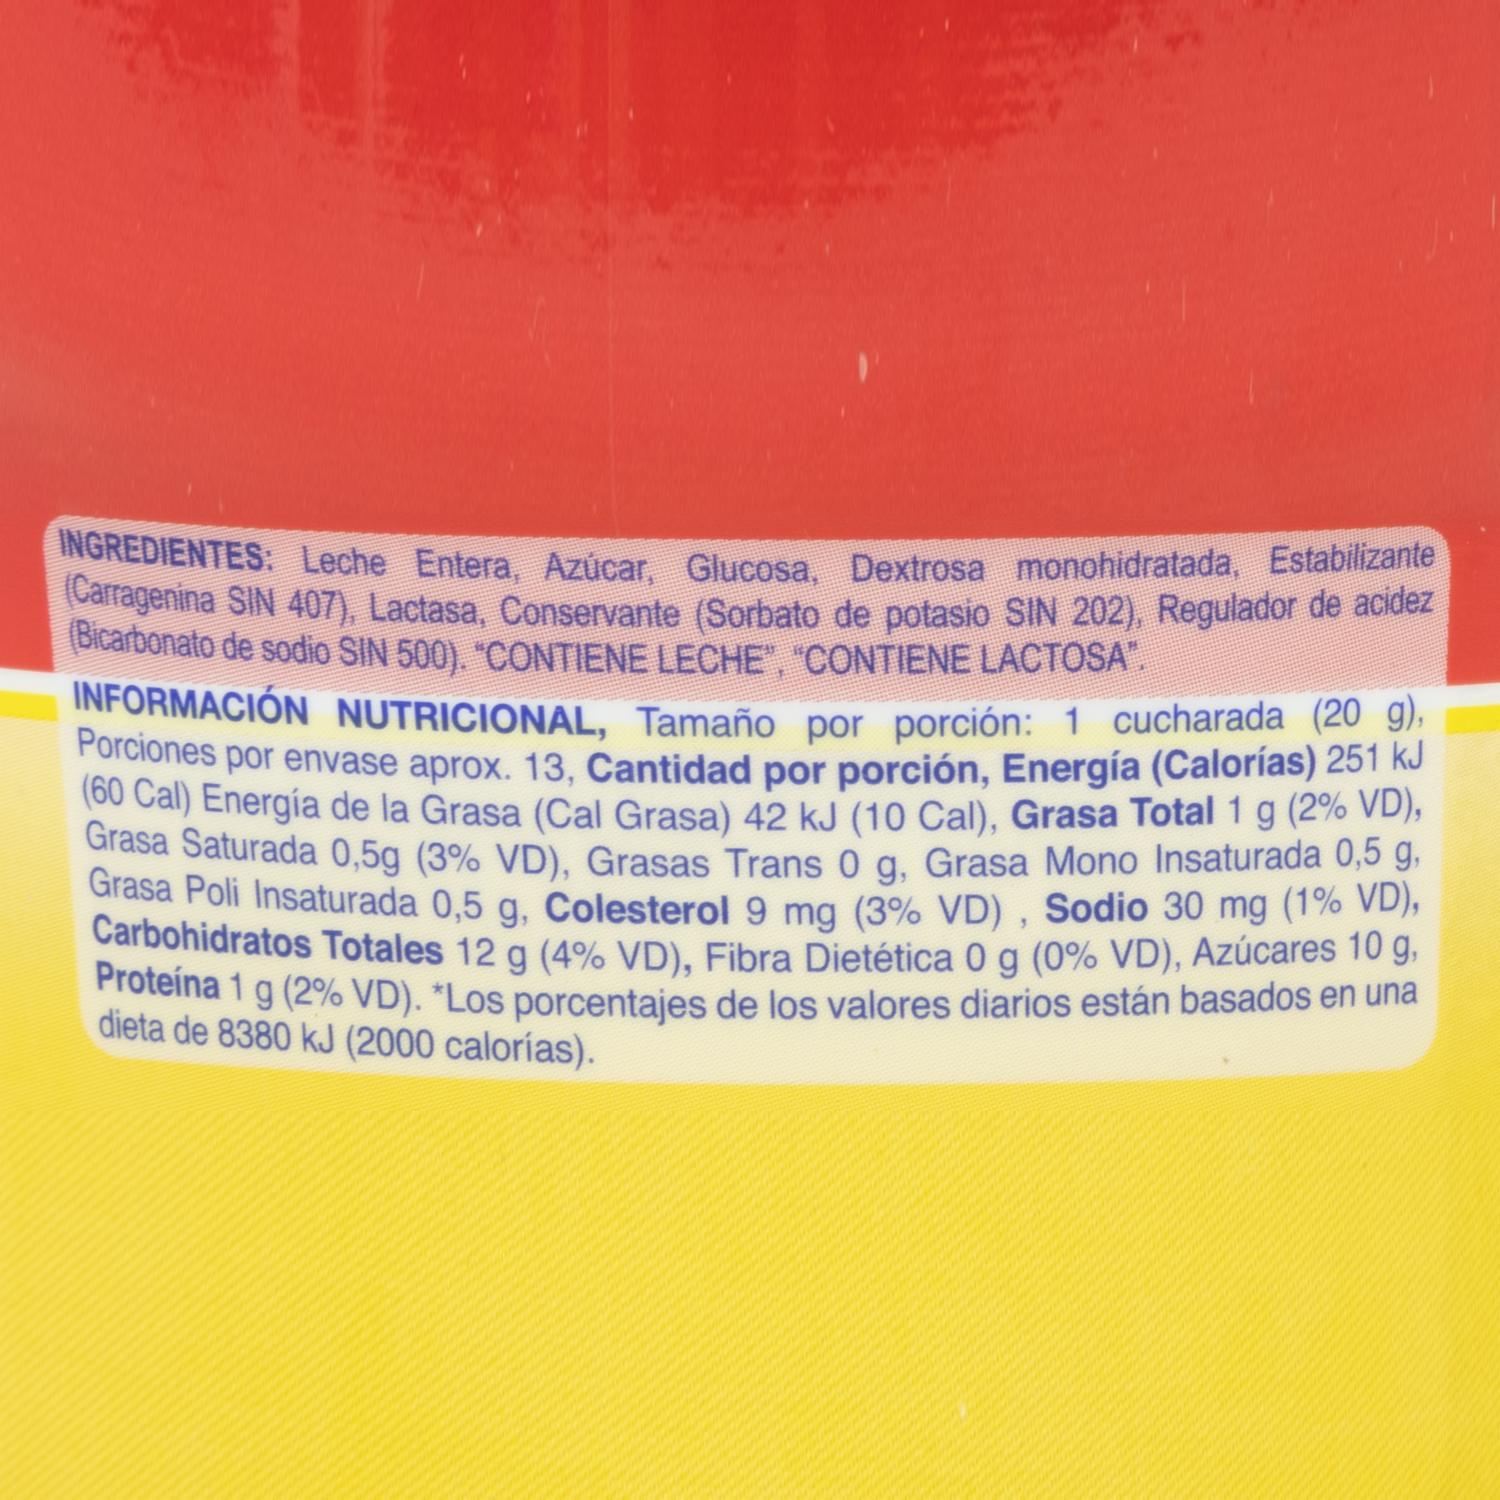 INGREDIENTES: Leche Entera, Azúcar, Glucosa, Dextrosa monohidratada, Estabilizante
(Carragenina SIN 407), Lactasa, Conservante (Sorbato de potasio SIN 202), Regulador de acidez
(Bicarbonato de sodio SIN 500). “CONTIENE LECHE”, “CONTIENE LACTOSA”.
INFORMACIÓN NUTRICIONAL, Tamaño por porción: 1 cucharada (20 g),
Porciones por envase aprox. 13, Cantidad por porción, Energía (Calorías) 251 kJ
(60 Cal) Energía de la Grasa (Cal Grasa) 42 kJ (10 Cal), Grasa Total 1 g (2% VD),
Grasa Saturada 0,5g (3% VD), Grasas Trans 0 g, Grasa Mono Insaturada 0,5 g,
Grasa Poli Insaturada 0,5 g, Colesterol 9 mg (3% VD) , Sodio 30 mg (1% VD),
Carbohidratos Totales 12 g (4% VD), Fibra Dietética 0 g (0% VD), Azúcares 10 g,
Proteína 1 g (2% VD). *Los porcentajes de los valores diarios están basados en una
dieta de 8380 kJ (2000 calorías).